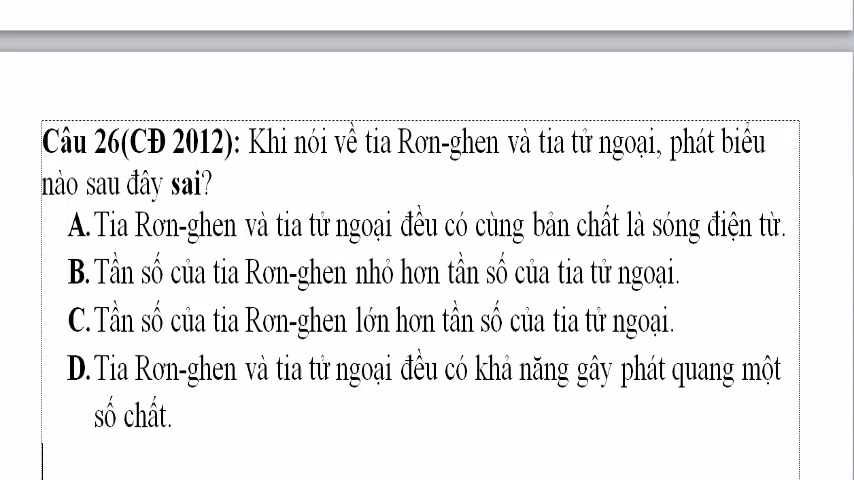 Câu 26(CĐ 2012): Khi nói về tia Rơn-ghen và tia tử ngoại, phát biểu
nào sau đây sai?
A. Tia Rơn-ghen và tia tử ngoại đều có cùng bản chất là sóng điện từ.
B. Tần số của tia Rơn-ghen nhỏ hơn tần số của tia tử ngoại.
C. Tần số của tia Rơn-ghen lớn hơn tần số của tia tử ngoại.
D. Tia Rơn-ghen và tia tử ngoại đều có khả năng gây phát quang một
số chất.